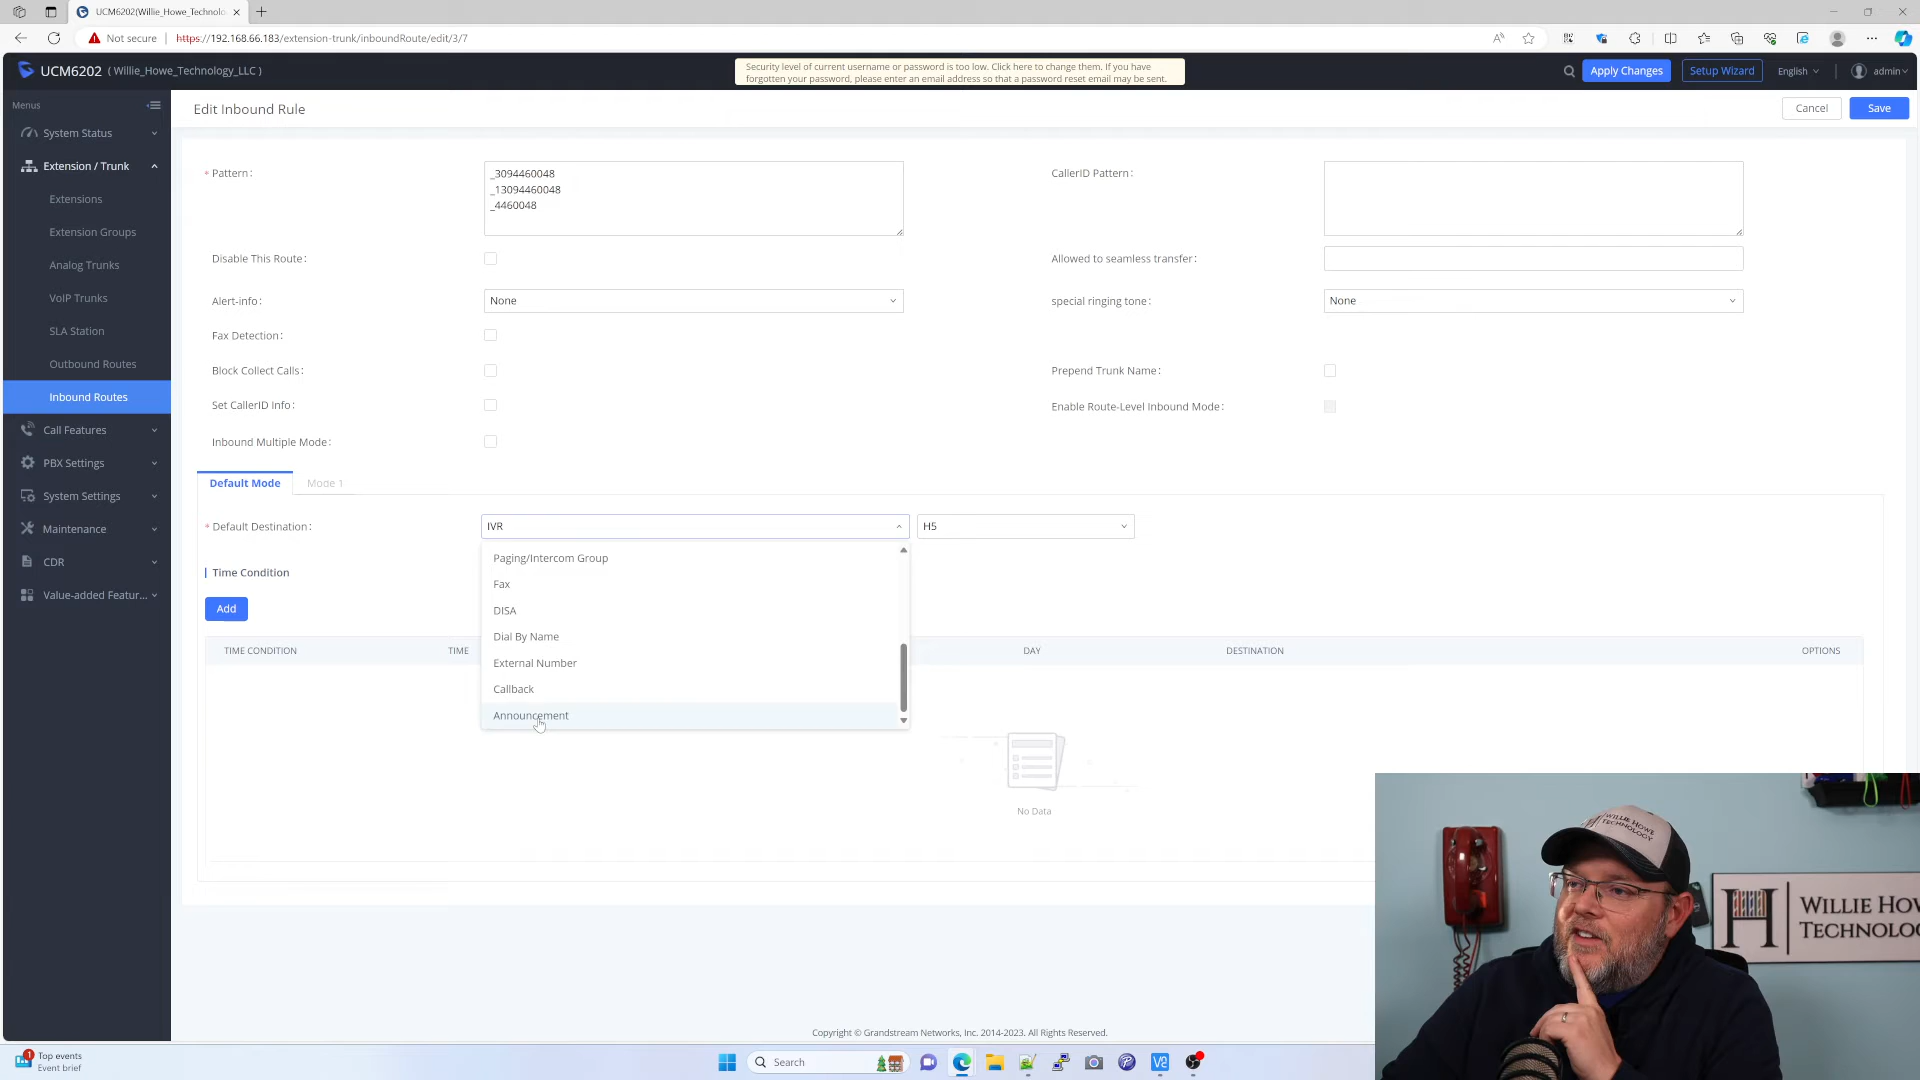 UCM6202(Willie_Howe_Technolo
Not secure
https://192.168.66.183/extension-trunk/inboundRoute/edit/3/7
UCM6202 ( Willie_Howe_Technology_LLC )
Security level of current username or password is too low. Click here to change them. If you have
forgotten your password, please enter an email address so that a password reset email may be sent.
Apply Changes
Setup Wizard
English
admin
Menus
System Status
Extension / Trunk
Extensions
Extension Groups
Analog Trunks
VoIP Trunks
SLA Station
Outbound Routes
Inbound Routes
Call Features
PBX Settings
System Settings
Maintenance
CDR
Value-added Featur...
Edit Inbound Rule
Cancel
Save
* Pattern:
_3094460048
_13094460048
_4460048
CallerID Pattern:
Disable This Route:
Allowed to seamless transfer:
Alert-info:
None
special ringing tone:
None
Fax Detection:
Block Collect Calls:
Prepend Trunk Name:
Set CallerID Info:
Enable Route-Level Inbound Mode:
Inbound Multiple Mode:
Default Mode
Mode 1
* Default Destination:
IVR
H5
Paging/Intercom Group
Fax
DISA
Dial By Name
External Number
Callback
Announcement
Time Condition
Add
TIME CONDITION
TIME
DAY
DESTINATION
OPTIONS
No Data
WILLIE HOWE
TECHNOLOGY
WILLIE HOW
TECHNOLOG
Copyright © Grandstream Networks, Inc. 2014-2023. All Rights Reserved.
1
Top events
Event brief
Search